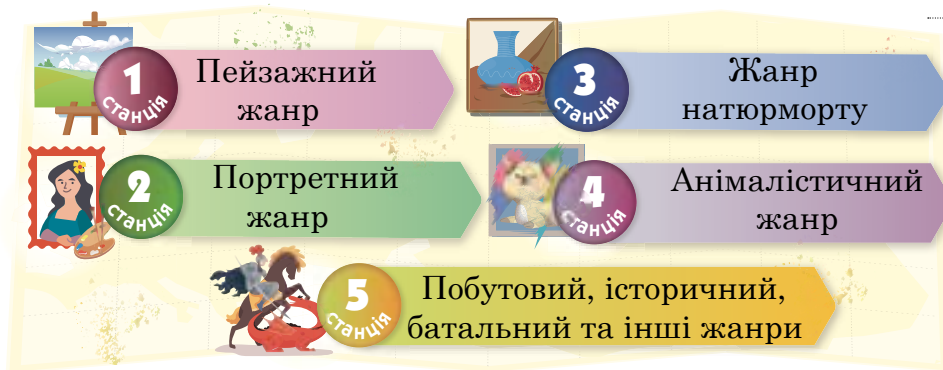 1
станція
Пейзажний
жанр
2
станція
Портретний
жанр
3
станція
Жанр
натюрморту
4
станція
Анімалістичний
жанр
5
станція
Побутовий, історичний,
батальний та інші жанри